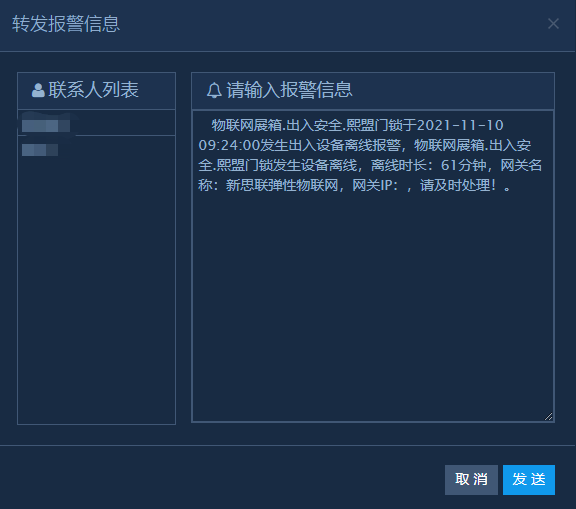 转发报警信息
×
联系人列表
请输入报警信息
物联网展箱.出入安全.熙盟门锁于2021-11-10
09:24:00发生出入设备离线报警，物联网展箱.出入安
全.熙盟门锁发生设备离线，离线时长：61分钟，网关名
称：新思联弹性物联网，网关IP：，请及时处理！。
取 消
发 送